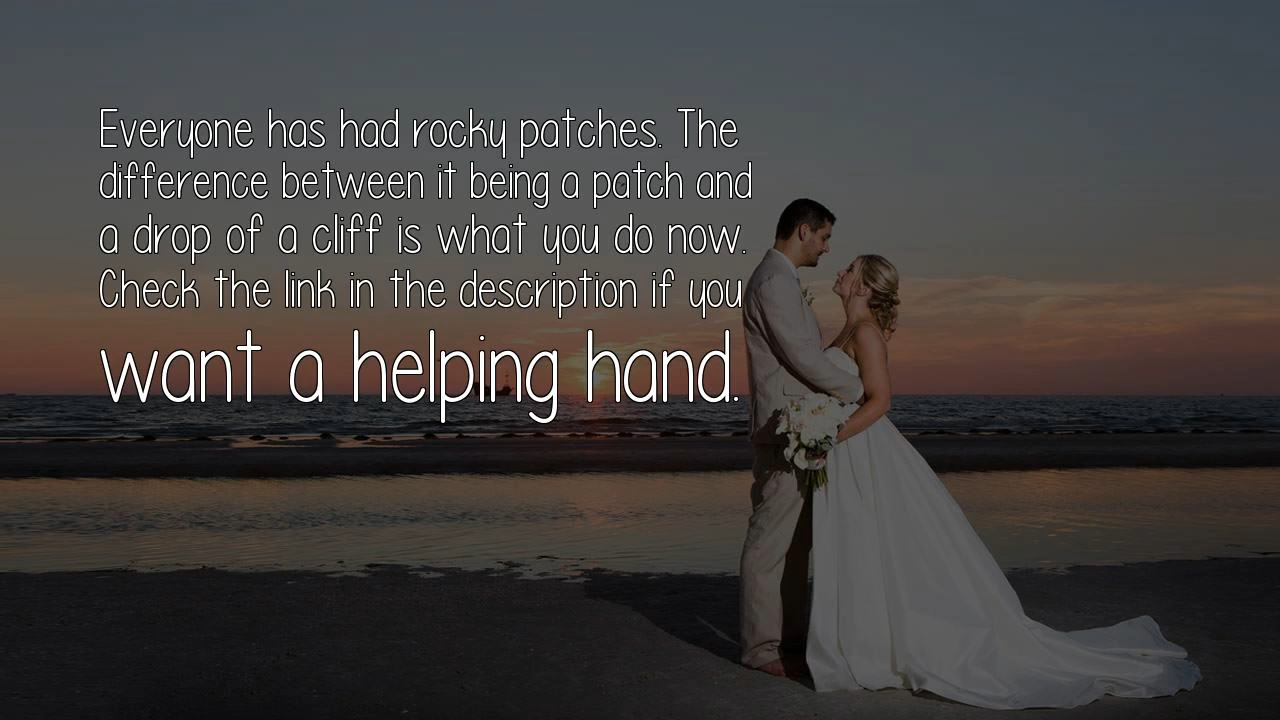 Everyone has had rocky patches. The
difference between it being a patch and
a drop of a cliff is what you do now.
Check the link in the description if you
want a helping hand.